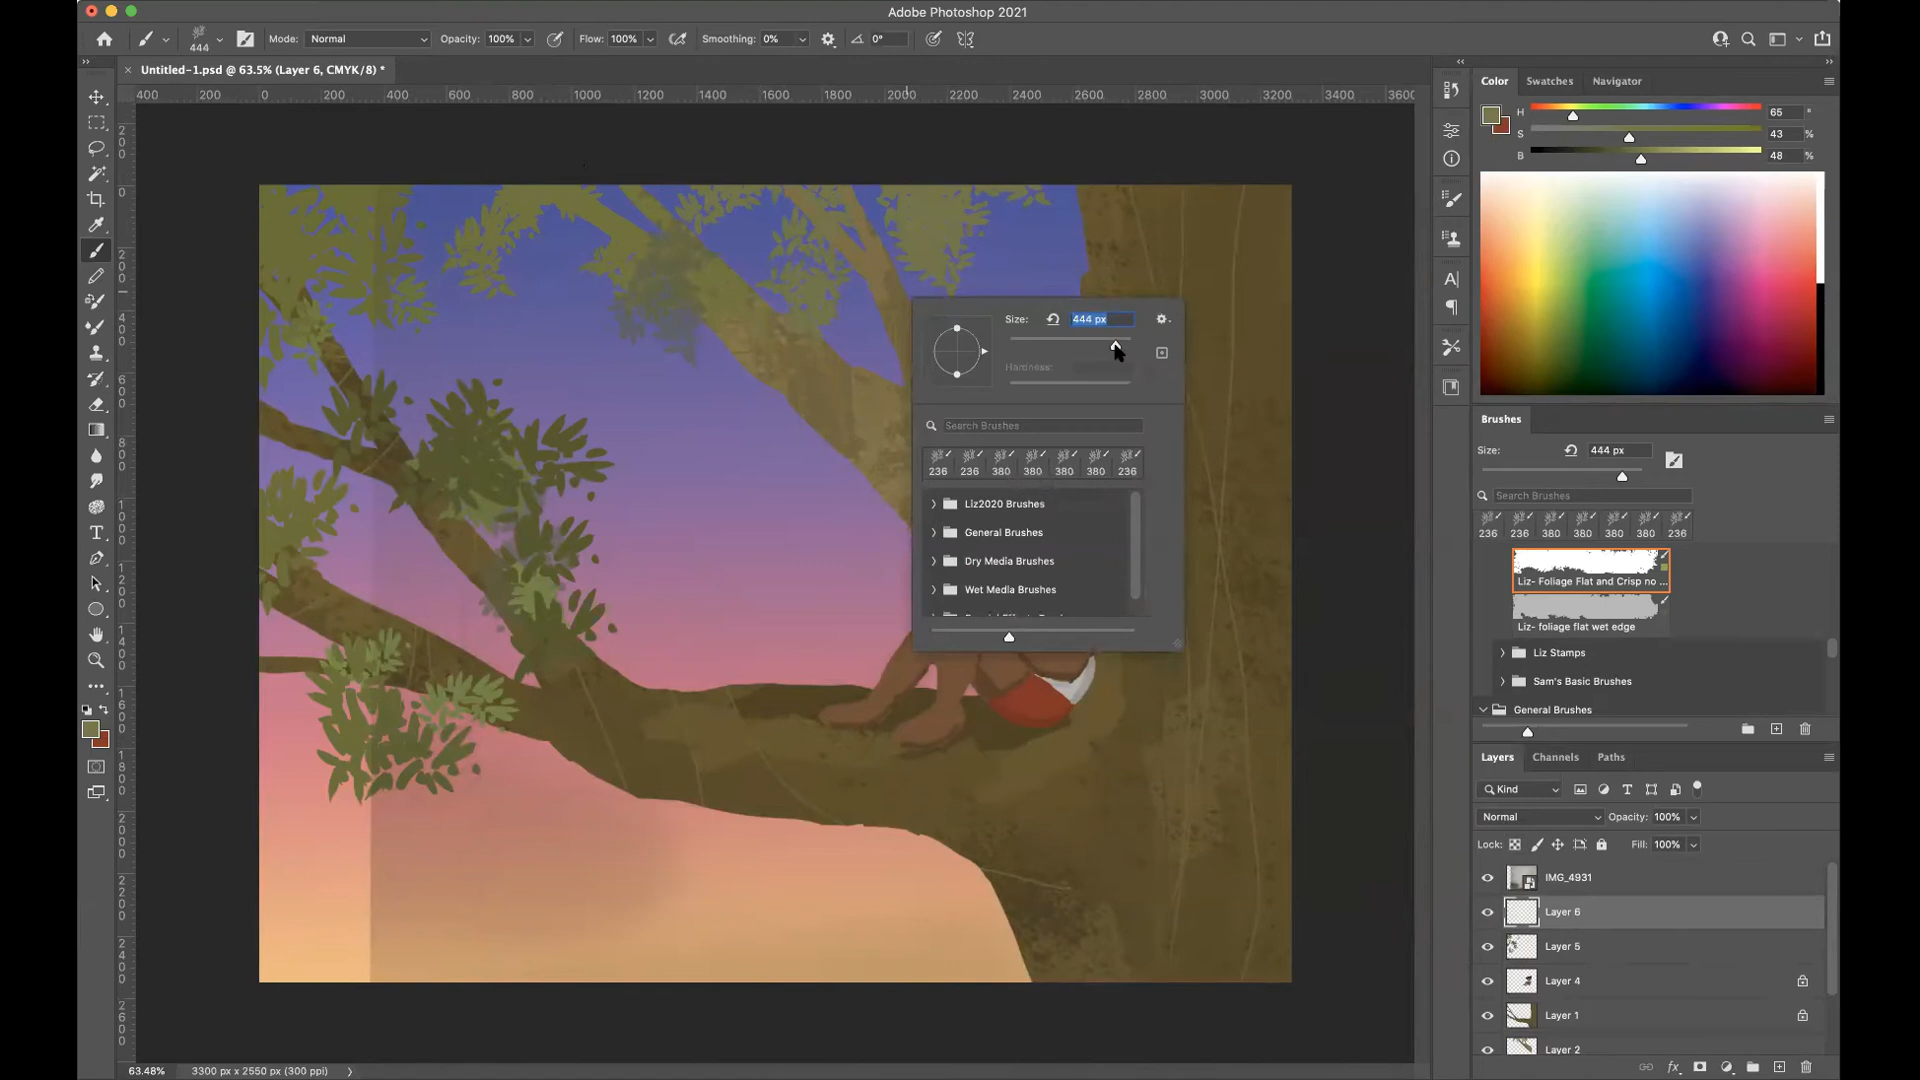 Adobe Photoshop 2021
444
Mode: Normal
Opacity: 100%
Flow: 100%
Smoothing: 0%
0°
Untitled-1.psd @ 63.5% (Layer 6, CMYK/8) *
400 200 0 200 400 600 800 1000 1200 1400 1600 1800 2000 2200 2400 2600 2800 3000 3200 3400 3600
Color Swatches Navigator
H 65 °
S 43 %
B 48 %
Size: 444 px
Hardness:
Search Brushes
236 236 380 380 380 380 236
Liz2020 Brushes
General Brushes
Dry Media Brushes
Wet Media Brushes
Brushes
Size: 444 px
Search Brushes
236 236 380 380 380 380 236
Liz- Foliage Flat and Crisp no ...
Liz- foliage flat wet edge
Liz Stamps
Sam's Basic Brushes
General Brushes
Layers Channels Paths
Kind
Normal Opacity: 100%
Lock: Fill: 100%
IMG_4931
Layer 6
Layer 5
Layer 4
Layer 1
Layer 2
63.48% 3300 px x 2550 px (300 ppi)